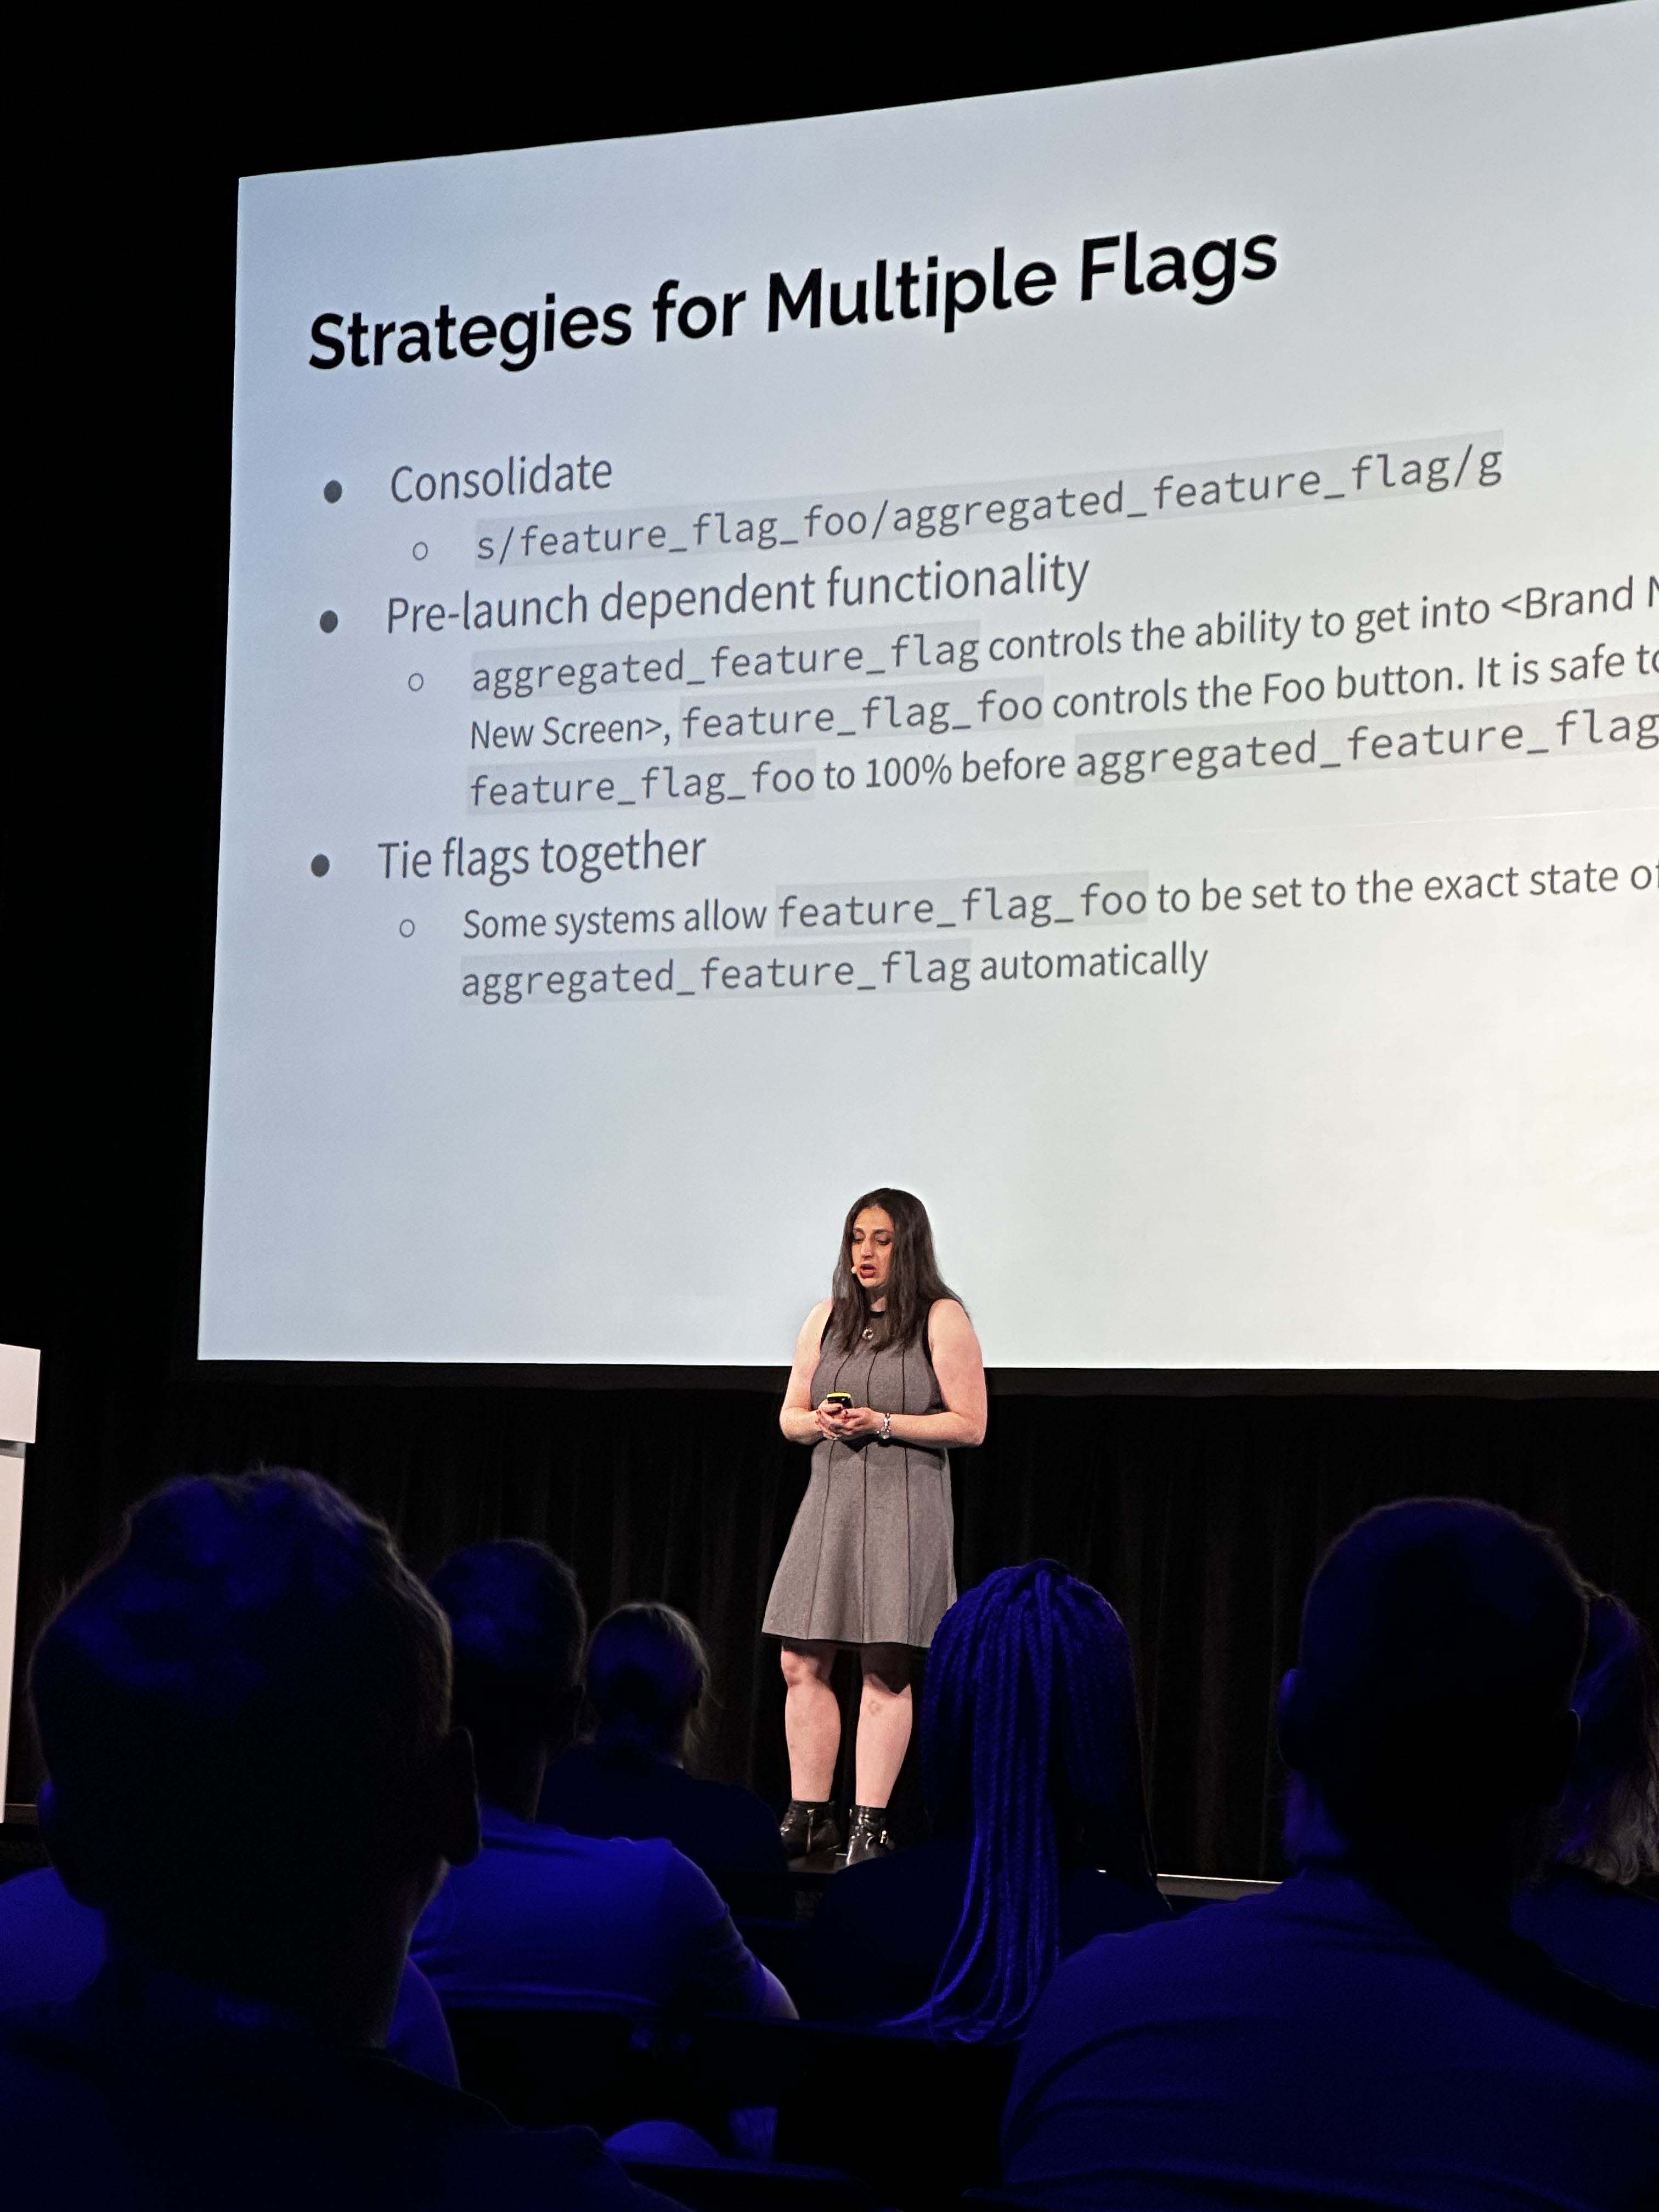 Strategies for Multiple Flags
● Consolidate
○ s/feature_flag_foo/aggregated_feature_flag/g
● Pre-launch dependent functionality
○ aggregated_feature_flag controls the ability to get into <Brand
New Screen>, feature_flag_foo controls the Foo button. It is safe to
feature_flag_foo to 100% before aggregated_feature_flag
● Tie flags together
○ Some systems allow feature_flag_foo to be set to the exact state of
aggregated_feature_flag automatically